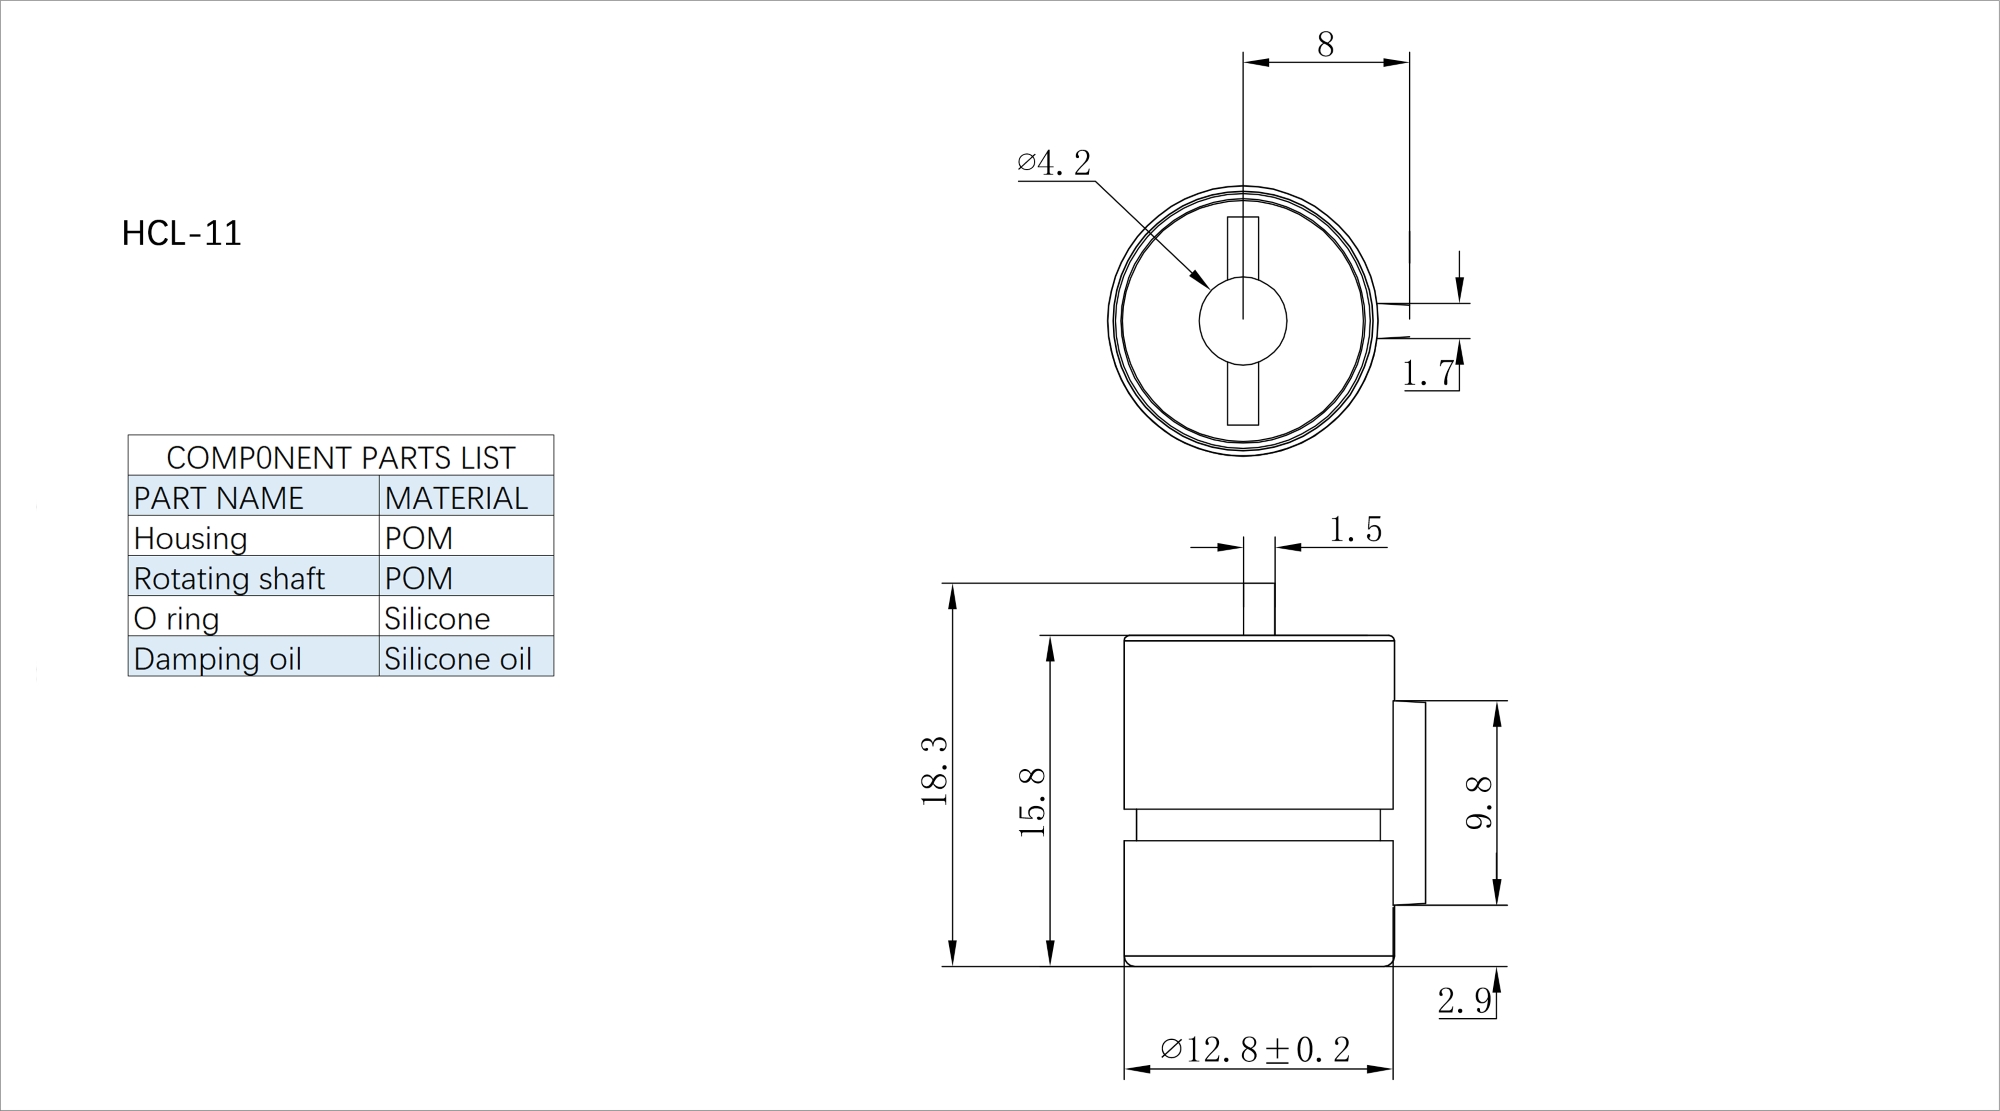 HCL-11
COMP0NENT PARTS LIST
PART NAME MATERIAL
Housing POM
Rotating shaft POM
O ring Silicone
Damping oil Silicone oil
8
⌀4.2
1.7
1.5
18.3
15.8
9.8
2.9
⌀12.8±0.2